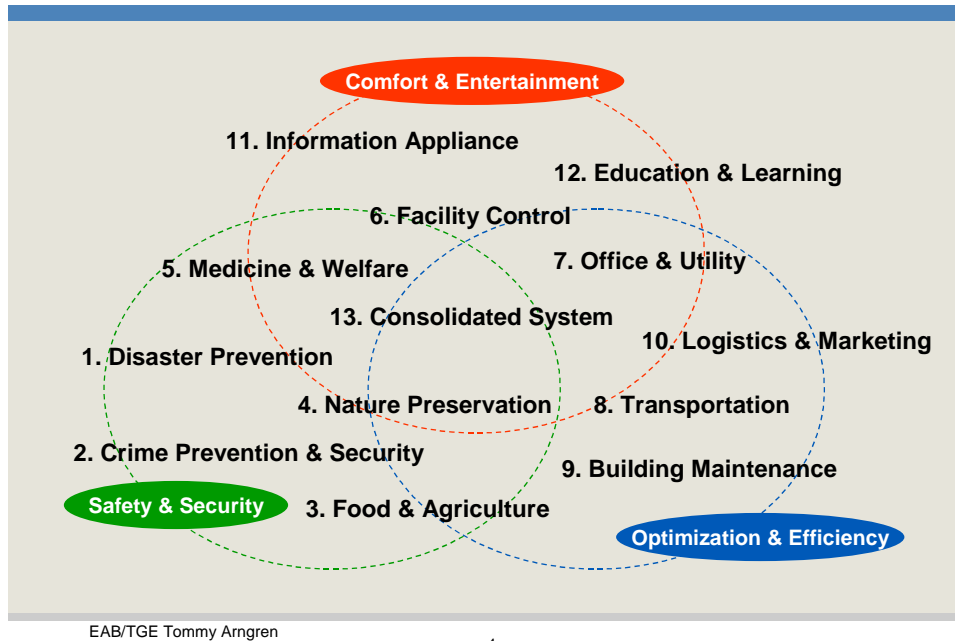 Comfort & Entertainment
11. Information Appliance
12. Education & Learning
6. Facility Control
5. Medicine & Welfare
7. Office & Utility
13. Consolidated System
10. Logistics & Marketing
1. Disaster Prevention
4. Nature Preservation
8. Transportation
2. Crime Prevention & Security
9. Building Maintenance
Safety & Security
3. Food & Agriculture
Optimization & Efficiency
EAB/TGE Tommy Arngren